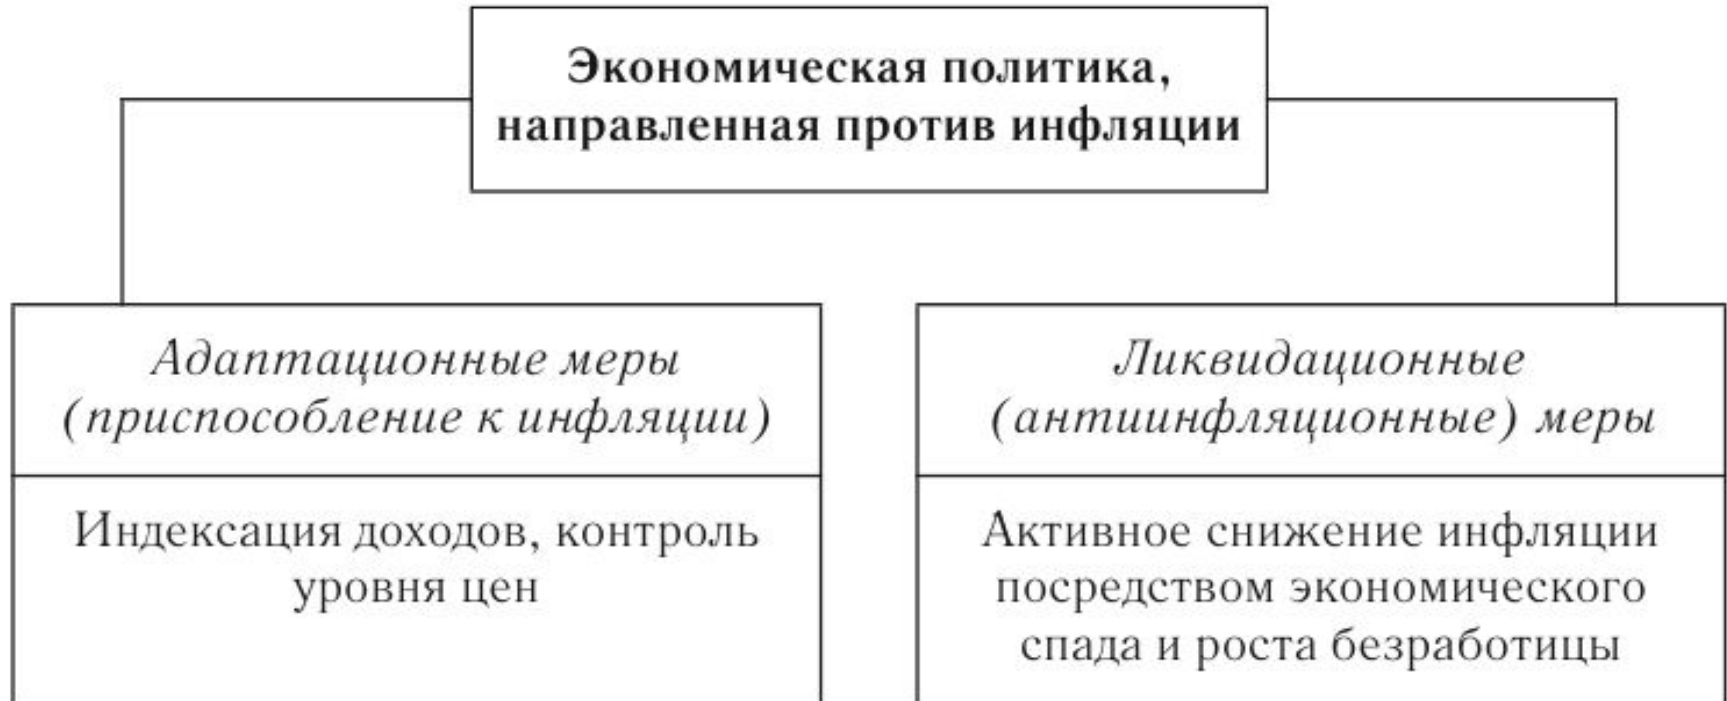 Экономическая политика,
направленная против инфляции
Адаптационные меры
(приспособление к инфляции)
Индексация доходов, контроль
уровня цен
Ликвидационные
(антиинфляционные) меры
Активное снижение инфляции
посредством экономического
спада и роста безработицы